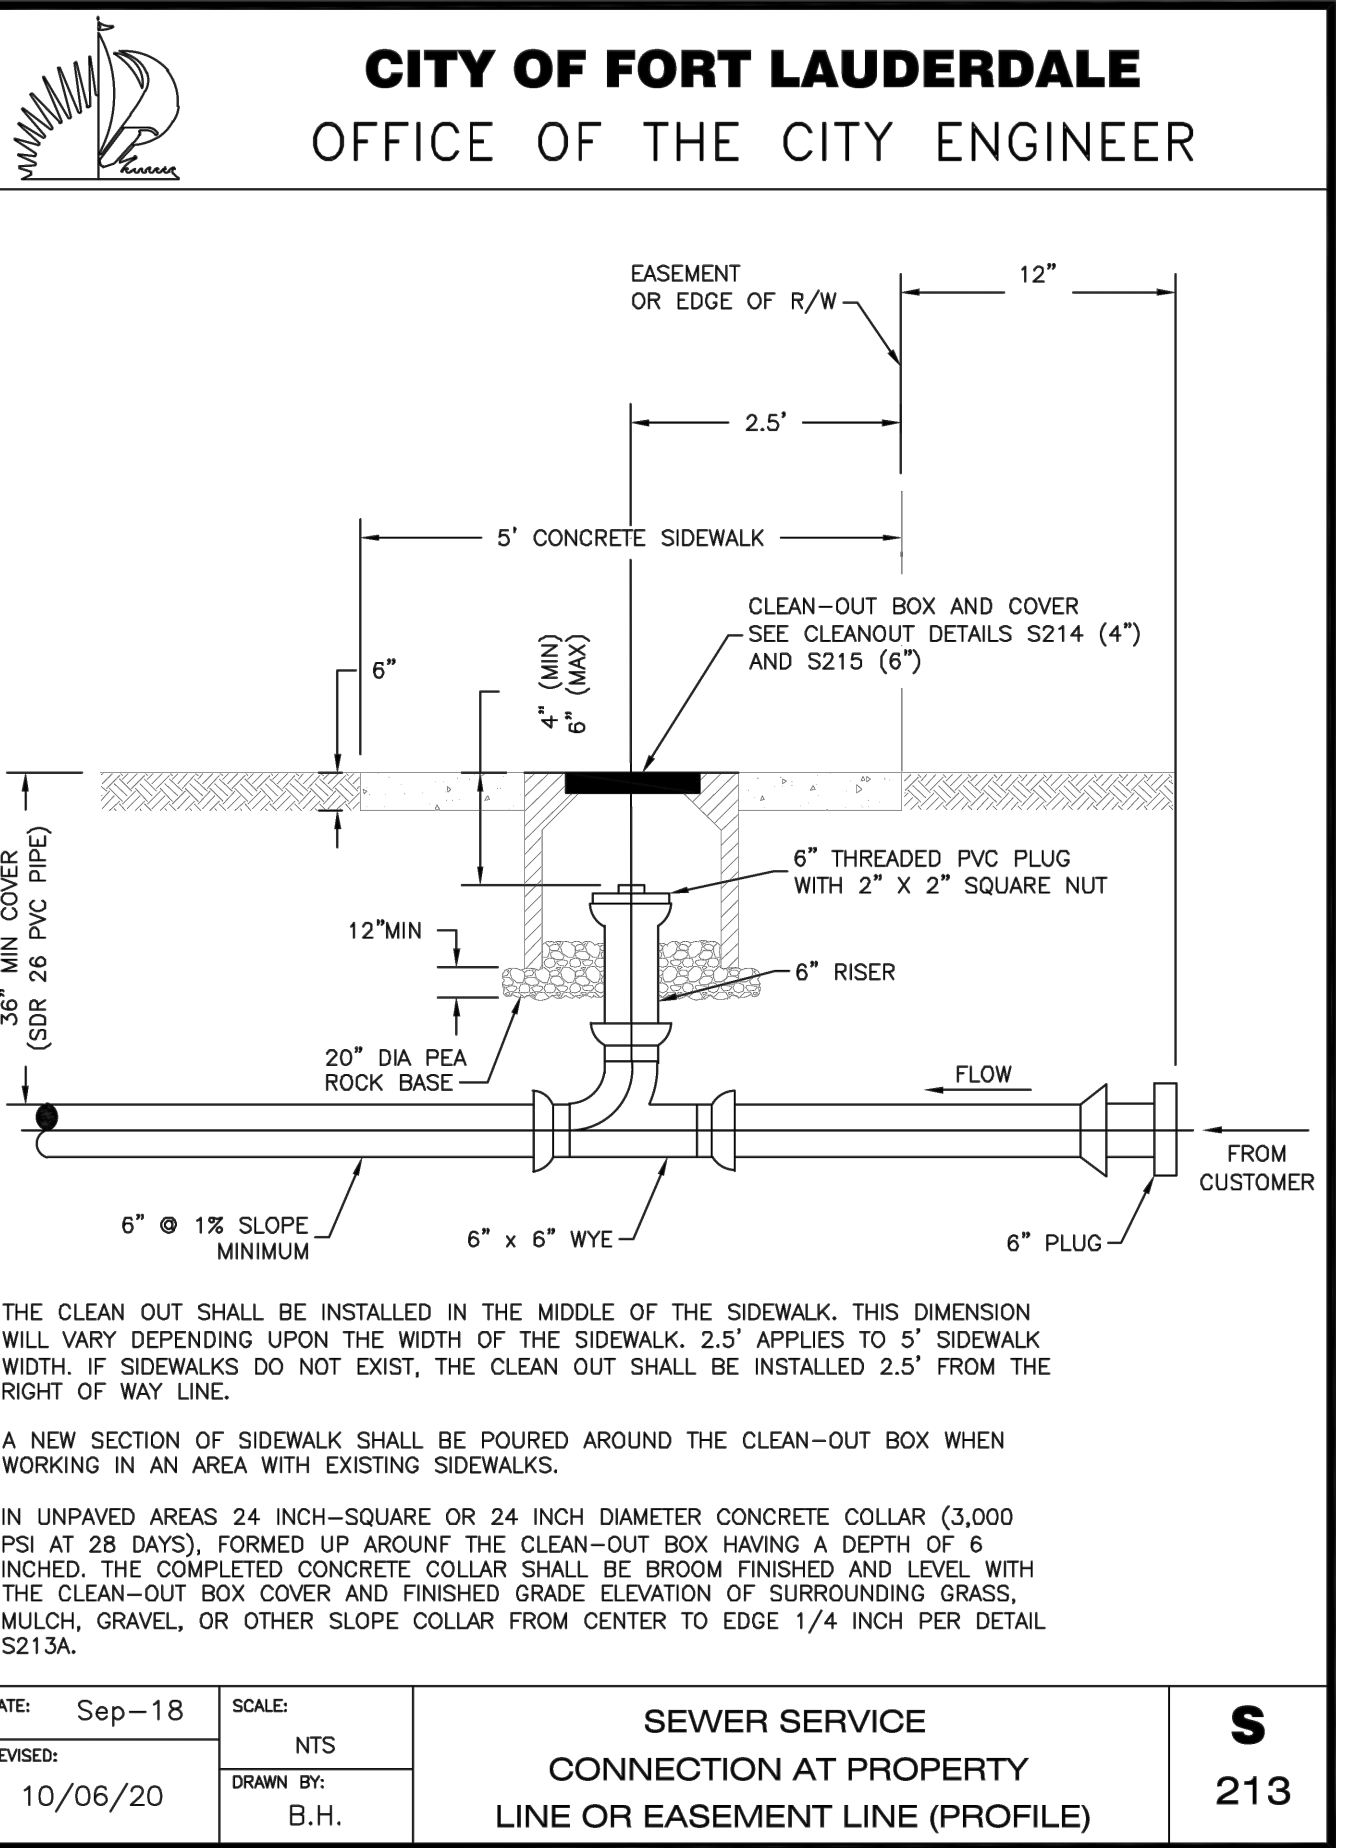 CITY OF FORT LAUDERDALE
OFFICE OF THE CITY ENGINEER
EASEMENT
OR EDGE OF R/W
12"
2.5'
5' CONCRETE SIDEWALK
CLEAN-OUT BOX AND COVER
SEE CLEANOUT DETAILS S214 (4")
AND S215 (6")
6"
4" (MIN)
6" (MAX)
36" MIN COVER
(SDR 26 PVC PIPE)
6" THREADED PVC PLUG
WITH 2" X 2" SQUARE NUT
12"MIN
6" RISER
20" DIA PEA
ROCK BASE
FLOW
FROM
CUSTOMER
6" @ 1% SLOPE
MINIMUM
6" x 6" WYE
6" PLUG
THE CLEAN OUT SHALL BE INSTALLED IN THE MIDDLE OF THE SIDEWALK. THIS DIMENSION
WILL VARY DEPENDING UPON THE WIDTH OF THE SIDEWALK. 2.5' APPLIES TO 5' SIDEWALK
WIDTH. IF SIDEWALKS DO NOT EXIST, THE CLEAN OUT SHALL BE INSTALLED 2.5' FROM THE
RIGHT OF WAY LINE.
A NEW SECTION OF SIDEWALK SHALL BE POURED AROUND THE CLEAN-OUT BOX WHEN
WORKING IN AN AREA WITH EXISTING SIDEWALKS.
IN UNPAVED AREAS 24 INCH-SQUARE OR 24 INCH DIAMETER CONCRETE COLLAR (3,000
PSI AT 28 DAYS), FORMED UP AROUNF THE CLEAN-OUT BOX HAVING A DEPTH OF 6
INCHED. THE COMPLETED CONCRETE COLLAR SHALL BE BROOM FINISHED AND LEVEL WITH
THE CLEAN-OUT BOX COVER AND FINISHED GRADE ELEVATION OF SURROUNDING GRASS,
MULCH, GRAVEL, OR OTHER SLOPE COLLAR FROM CENTER TO EDGE 1/4 INCH PER DETAIL
S213A.
ATE: Sep-18
EVISED:
10/06/20
SCALE:
NTS
DRAWN BY:
B.H.
SEWER SERVICE
CONNECTION AT PROPERTY
LINE OR EASEMENT LINE (PROFILE)
S
213